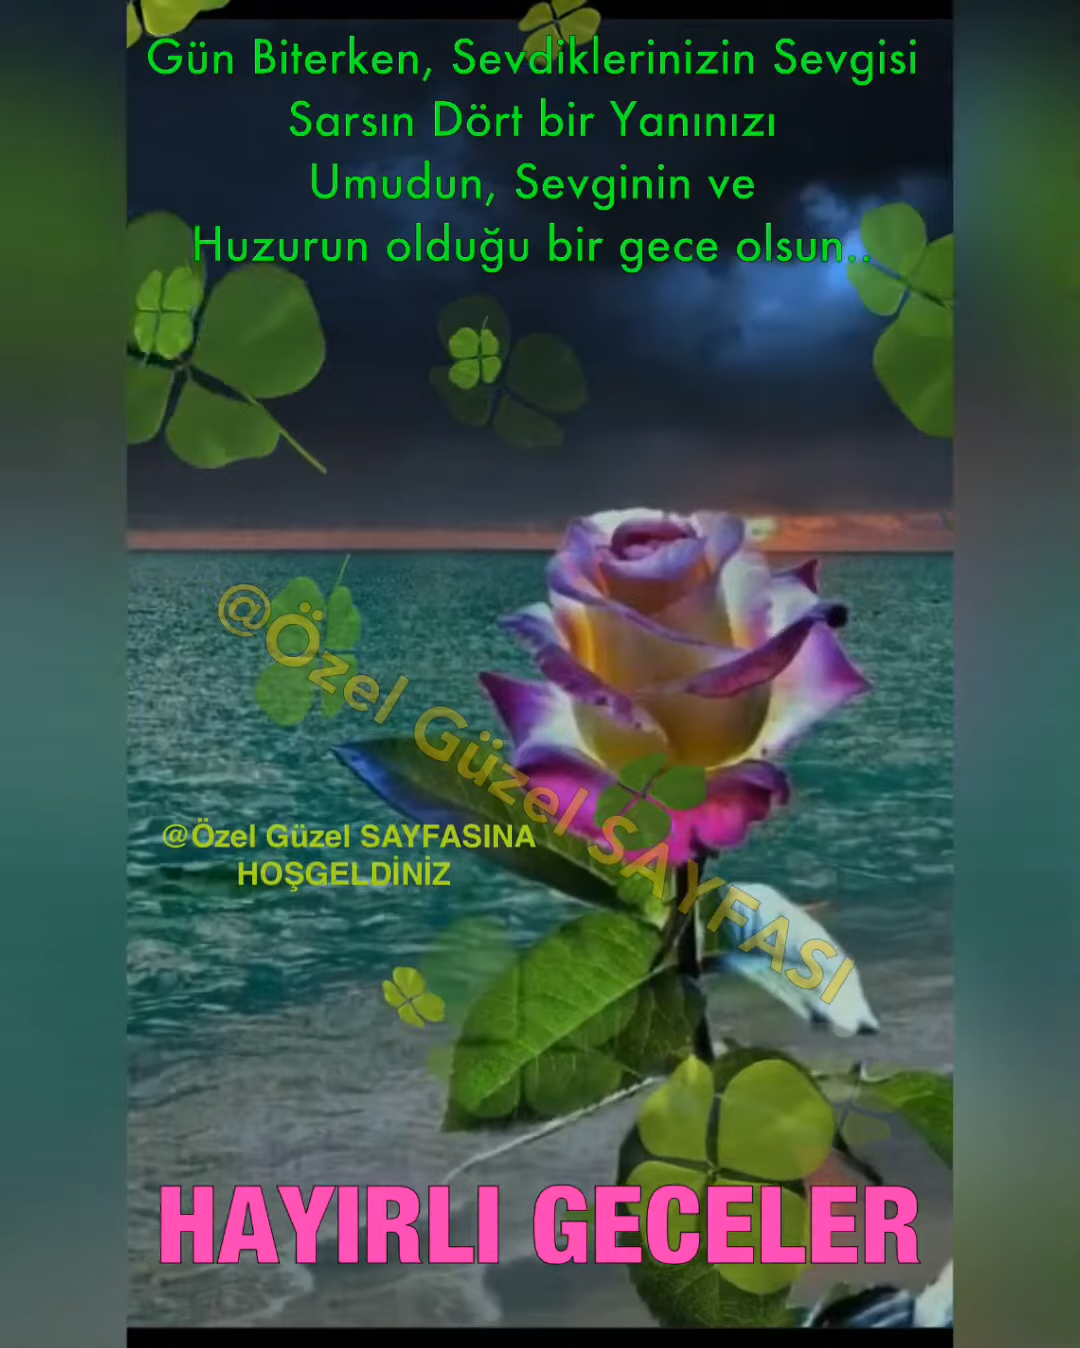 Gün Biterken, Sevdiklerinizin Sevgisi
Sarsın Dört bir Yanınızı
Umudun, Sevginin ve
Huzurun olduğu bir gece olsun..
@Özel Güzel SAYFASI
@Özel Güzel SAYFASINA
HOŞGELDİNİZ
HAYIRLI GECELER